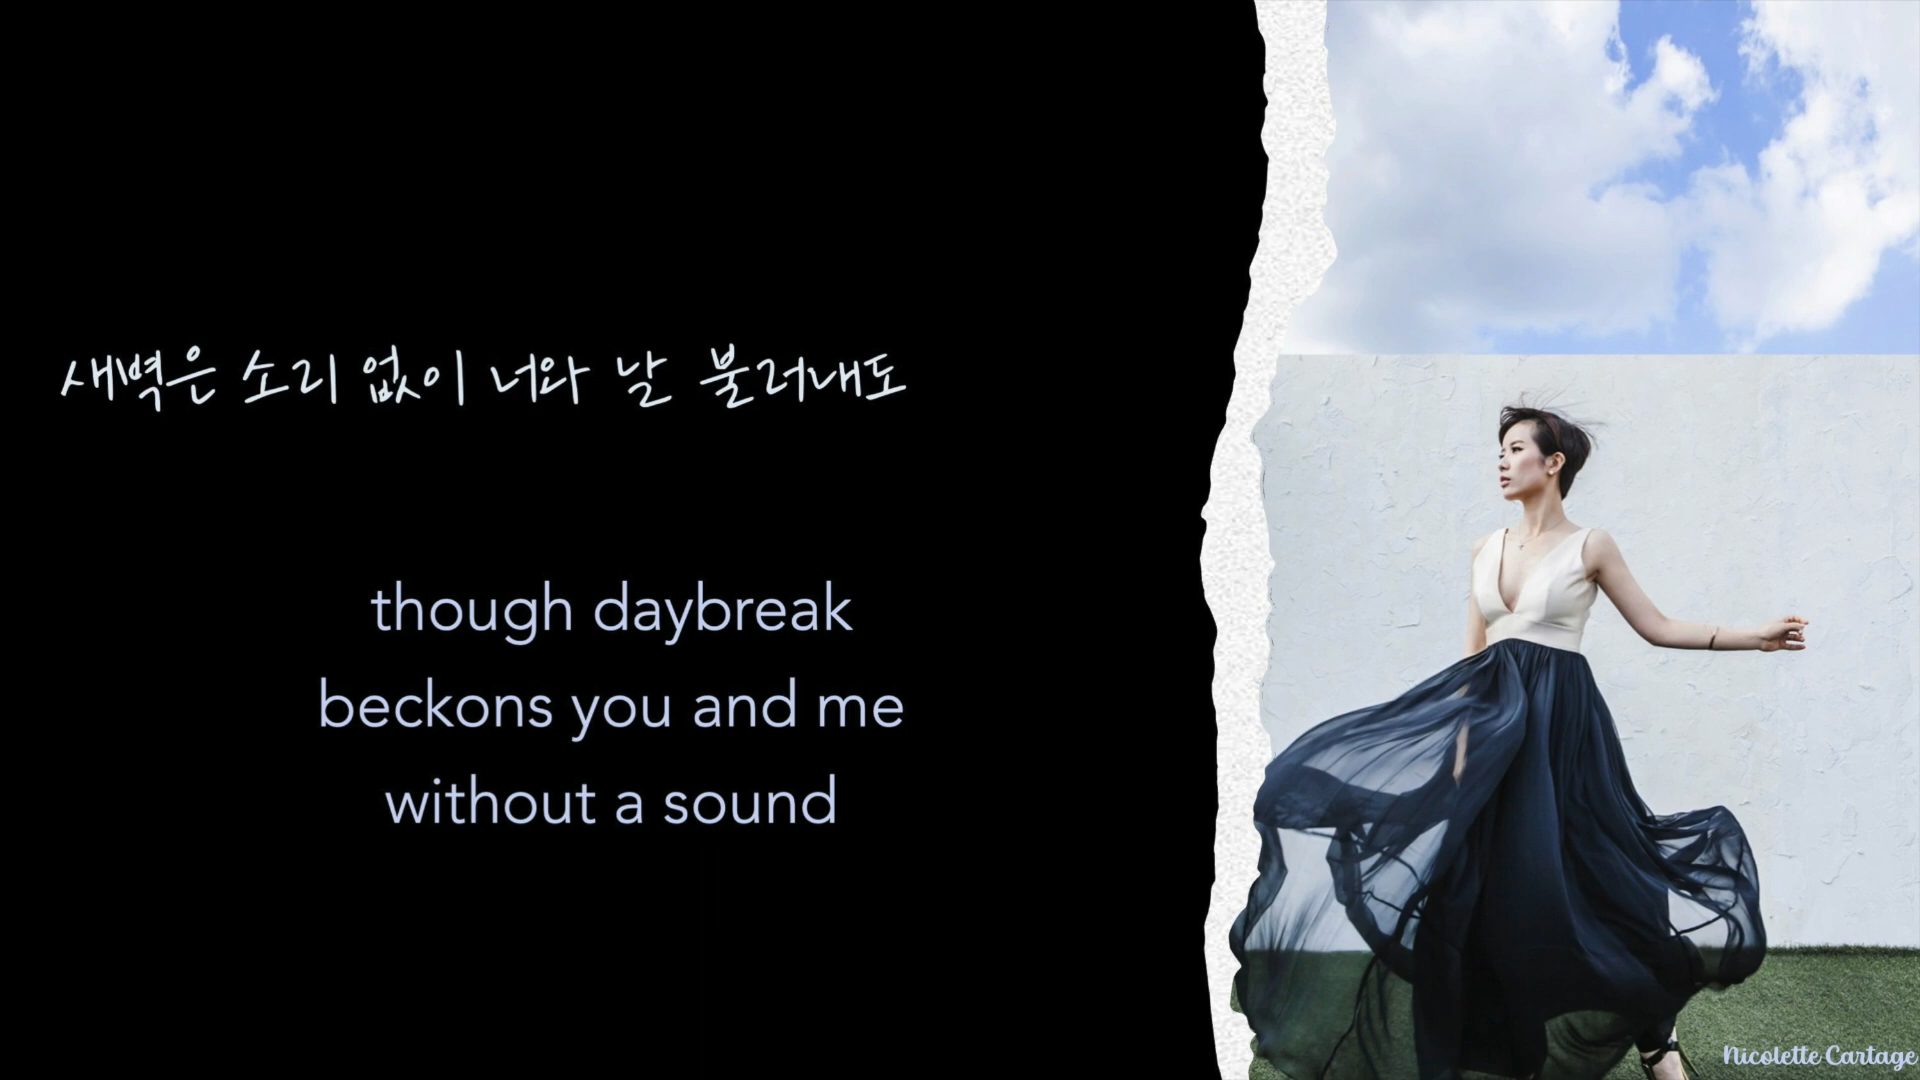 새벽은 소리 없이 너와 날 불러내도
though daybreak
beckons you and me
without a sound
Nicolette Cartage